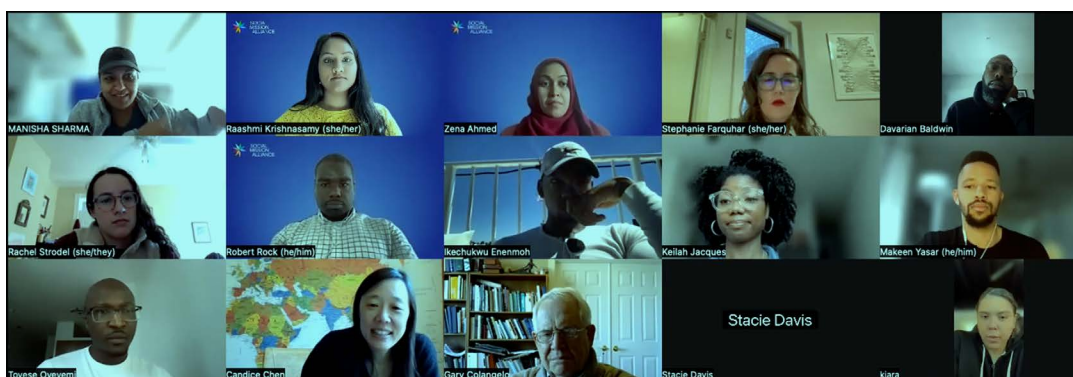 MANISHA SHARMA
SOCIAL
MISSION
ALLIANCE
Raashmi Krishnasamy (she/her)
SOCIAL
MISSION
ALLIANCE
Zena Ahmed
Stephanie Farquhar (she/her)
Davarian Baldwin
Rachel Strodel (she/they)
SOCIAL
MISSION
ALLIANCE
Robert Rock (he/him)
Ikechukwu Enenmoh
Keilah Jacques
Makeen Yasar (he/him)
Toyese Oyeyemi
Candice Chen
Gary Colangelo
Stacie Davis
Stacie Davis
kiara